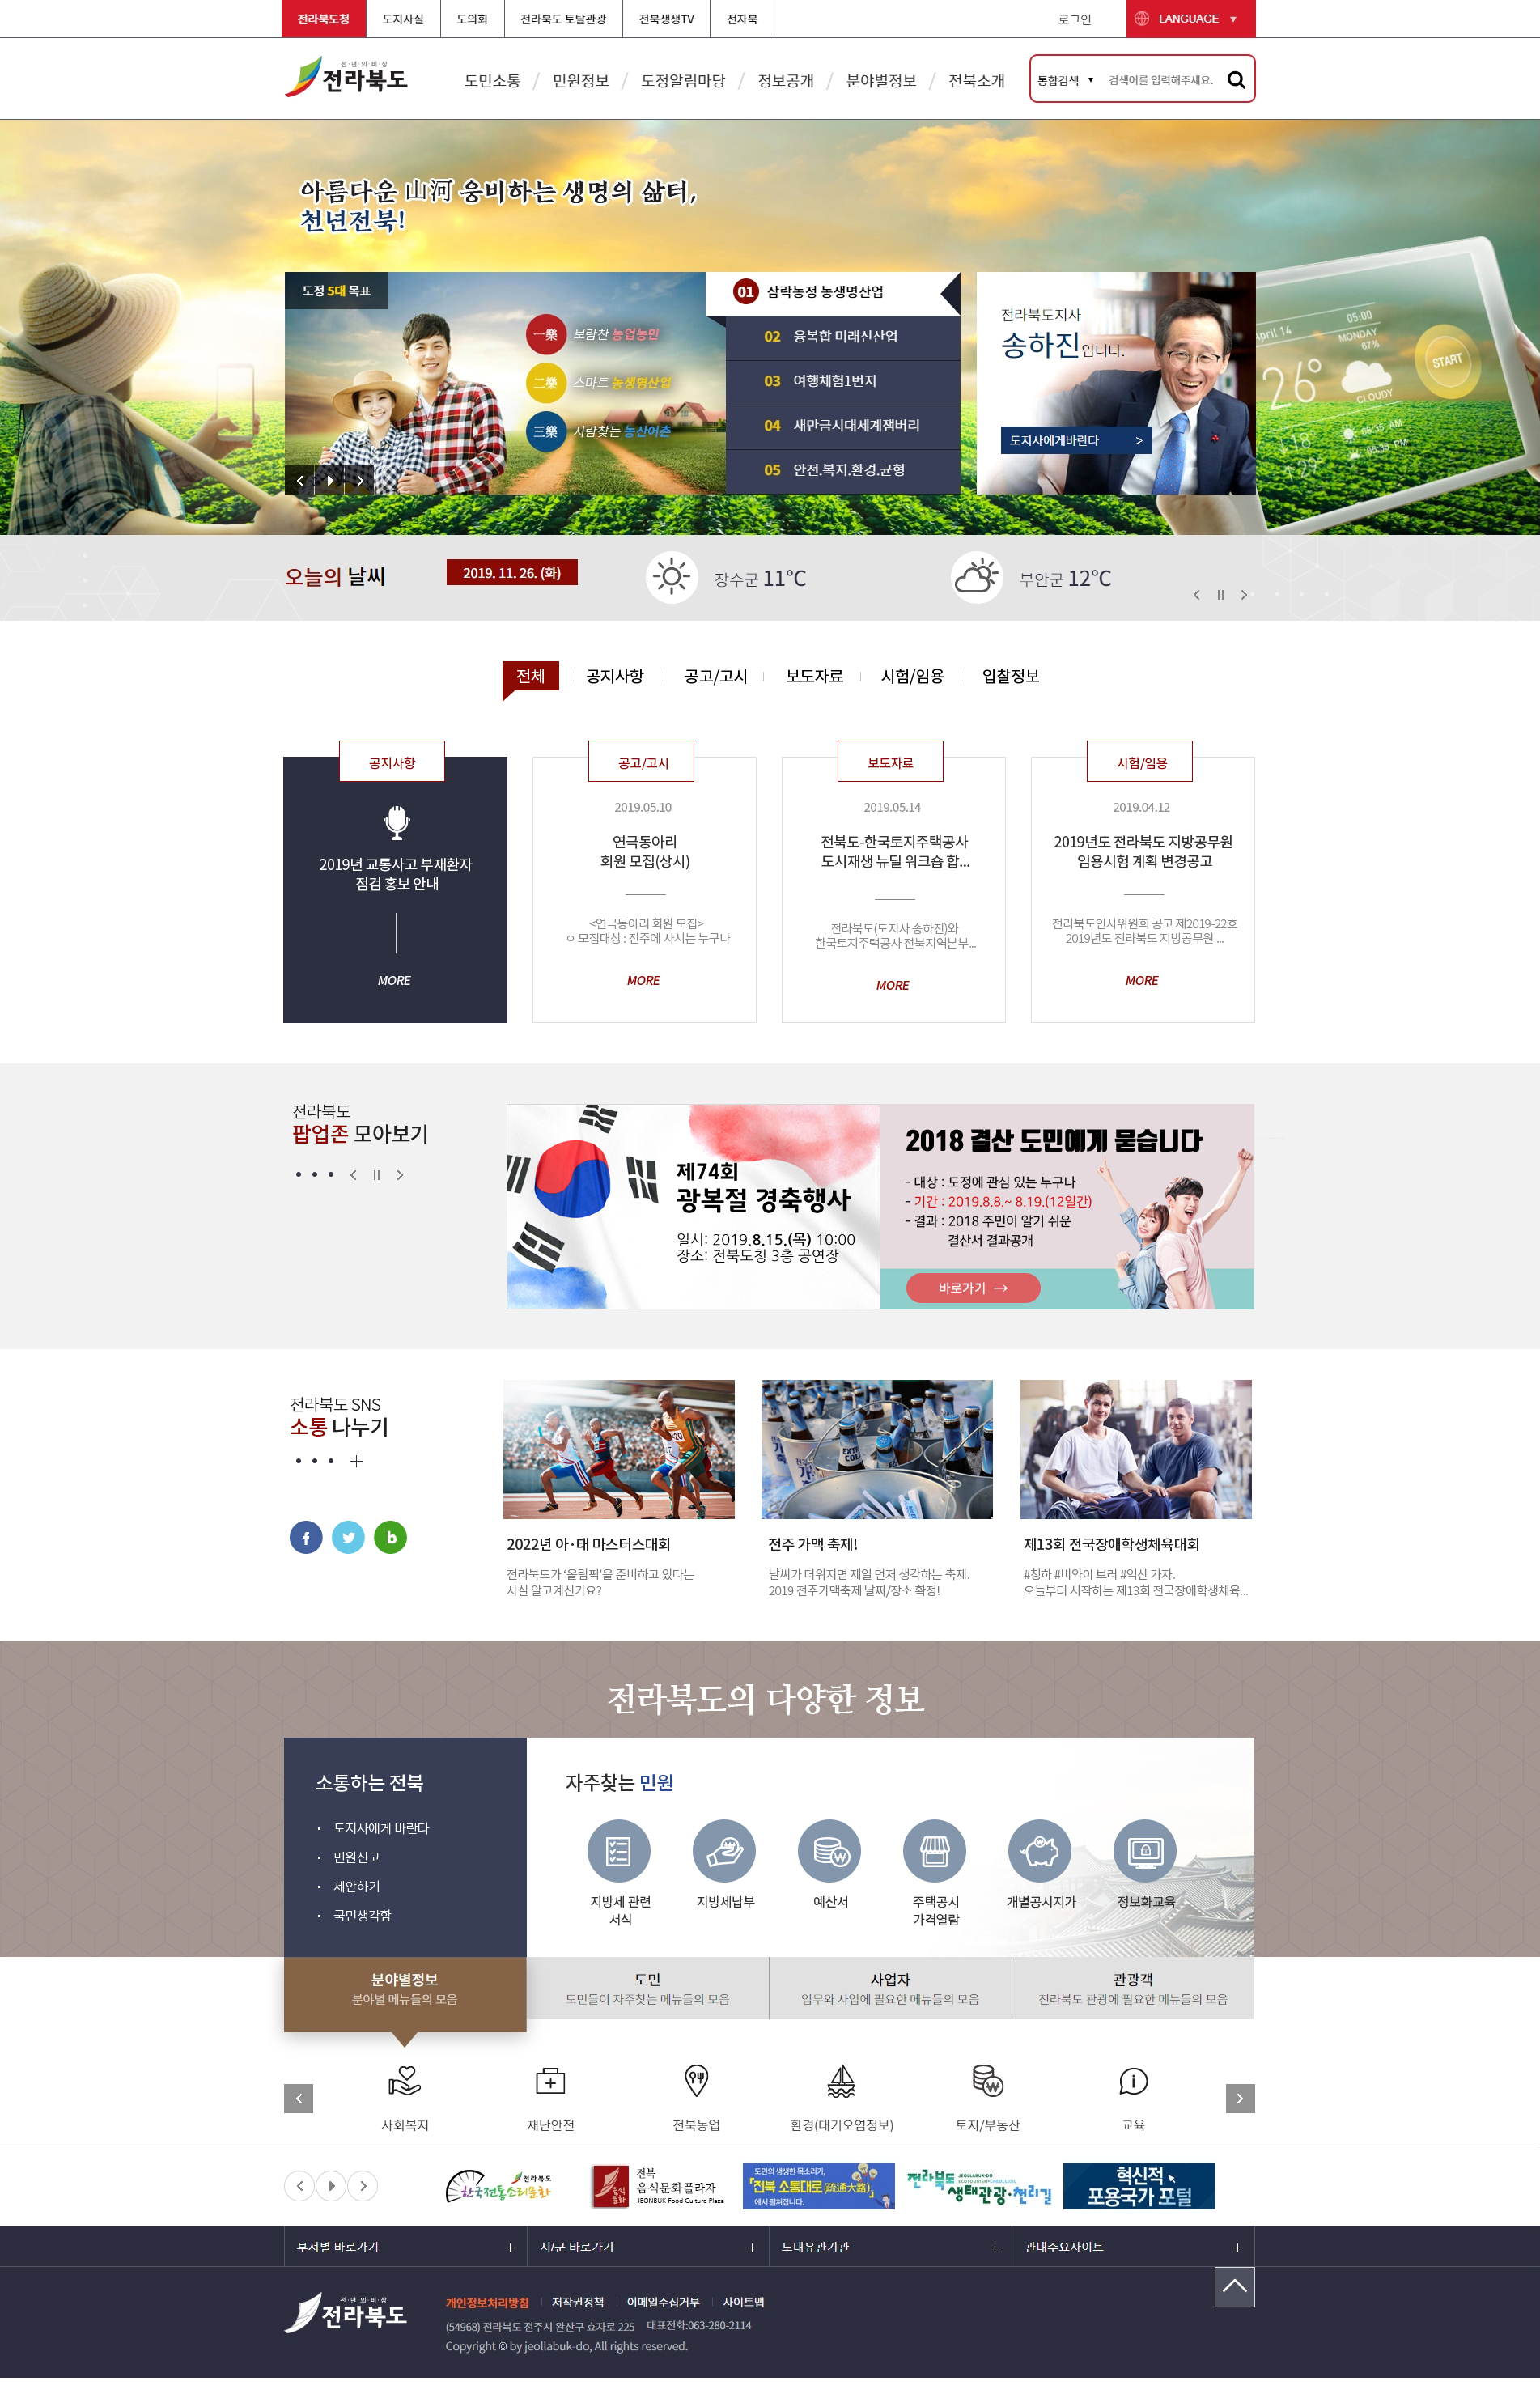 전라북도청
도지사실
도의회
전라북도 토탈관광
전북생생TV
전자북
로그인
LANGUAGE
천·년·의·비·상
전라북도
도민소통 / 민원정보 / 도정알림마당 / 정보공개 / 분야별정보 / 전북소개
통합검색
검색어를 입력해주세요.
아름다운 山河 웅비하는 생명의 삶터,
천년전북!
도정 5대 목표
一樂 보람찬 농업농민
二樂 스마트 농생명산업
三樂 사람찾는 농산어촌
01 삼락농정 농생명산업
02 융복합 미래신산업
03 여행체험1번지
04 새만금시대세계잼버리
05 안전.복지.환경.균형
전라북도지사
송하진입니다.
도지사에게바란다 >
April 14
05:00
MONDAY
67%
26°
CLOUDY
START
오늘의 날씨
2019. 11. 26. (화)
장수군 11℃
부안군 12℃
전체
공지사항
공고/고시
보도자료
시험/임용
입찰정보
공지사항
2019년 교통사고 부재환자
점검 홍보 안내
MORE
공고/고시
2019.05.10
연극동아리
회원 모집(상시)
<연극동아리 회원 모집>
ㅇ 모집대상 : 전주에 사시는 누구나
MORE
보도자료
2019.05.14
전북도-한국토지주택공사
도시재생 뉴딜 워크숍 합...
전라북도(도지사 송하진)와
한국토지주택공사 전북지역본부...
MORE
시험/임용
2019.04.12
2019년도 전라북도 지방공무원
임용시험 계획 변경공고
전라북도인사위원회 공고 제2019-22호
2019년도 전라북도 지방공무원 ...
MORE
전라북도
팝업존 모아보기
제74회
광복절 경축행사
일시: 2019.8.15.(목) 10:00
장소: 전북도청 3층 공연장
2018 결산 도민에게 묻습니다
- 대상 : 도정에 관심 있는 누구나
- 기간 : 2019.8.8.~ 8.19.(12일간)
- 결과 : 2018 주민이 알기 쉬운
결산서 결과공개
바로가기 →
전라북도 SNS
소통 나누기
2022년 아·태 마스터스대회
전라북도가 ‘올림픽’을 준비하고 있다는
사실 알고계신가요?
전주 가맥 축제!
날씨가 더워지면 제일 먼저 생각하는 축제.
2019 전주가맥축제 날짜/장소 확정!
제13회 전국장애학생체육대회
#청하 #비와이 보러 #익산 가자.
오늘부터 시작하는 제13회 전국장애학생체육...
전라북도의 다양한 정보
소통하는 전북
· 도지사에게 바란다
· 민원신고
· 제안하기
· 국민생각함
자주찾는 민원
지방세 관련
서식
지방세납부
예산서
주택공시
가격열람
개별공시지가
정보화교육
분야별정보
분야별 메뉴들의 모음
도민
도민들이 자주찾는 메뉴들의 모음
사업자
업무와 사업에 필요한 메뉴들의 모음
관광객
전라북도 관광에 필요한 메뉴들의 모음
사회복지
재난안전
전북농업
환경(대기오염정보)
토지/부동산
교육
전라북도
한국전통소리문화
전북
음식문화플라자
JEONBUK Food Culture Plaza
도민의 생생한 목소리가,
「전북 소통대로(疏通大路)」
에서 펼쳐집니다.
전라북도
JEOLLABUK-DO
생태관광·천리길
혁신적
포용국가 포털
부서별 바로가기
시/군 바로가기
도내유관기관
관내주요사이트
천·년·의·비·상
전라북도
개인정보처리방침
저작권정책
이메일수집거부
사이트맵
(54968) 전라북도 전주시 완산구 효자로 225 대표전화:063-280-2114
Copyright © by jeollabuk-do, All rights reserved.